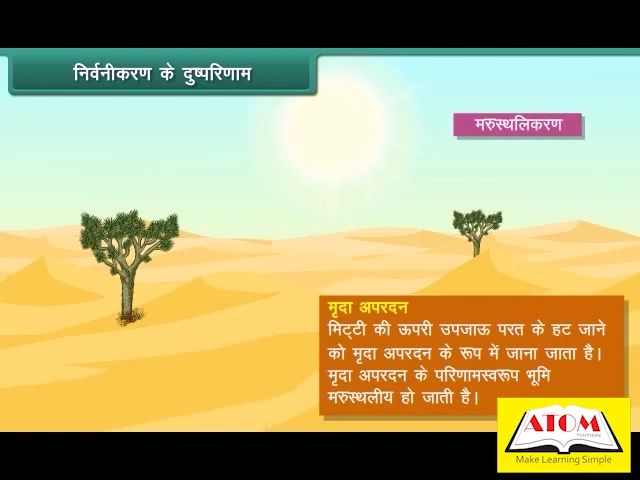 निर्वनीकरण के दुष्परिणाम
मरुस्थलिकरण
मृदा अपरदन
मिट्टी की ऊपरी उपजाऊ परत के हट जाने
को मृदा अपरदन के रूप में जाना जाता है।
मृदा अपरदन के परिणामस्वरूप भूमि
मरुस्थलीय हो जाती है।
ATOM
TUITION
Make Learning Simple